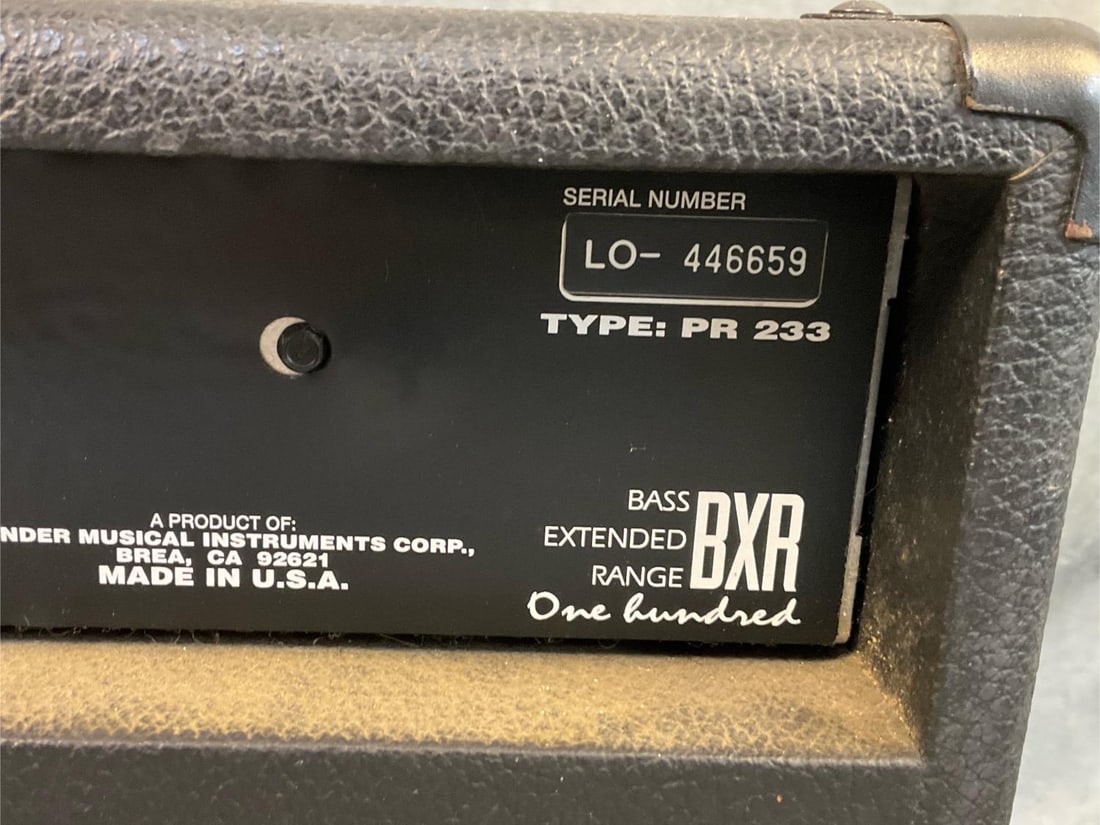 SERIAL NUMBER
LO- 446659
TYPE: PR 233
A PRODUCT OF:
NDER MUSICAL INSTRUMENTS CORP.,
BREA, CA 92621
MADE IN U.S.A.
BASS
EXTENDED
RANGE
BXR
One hundred